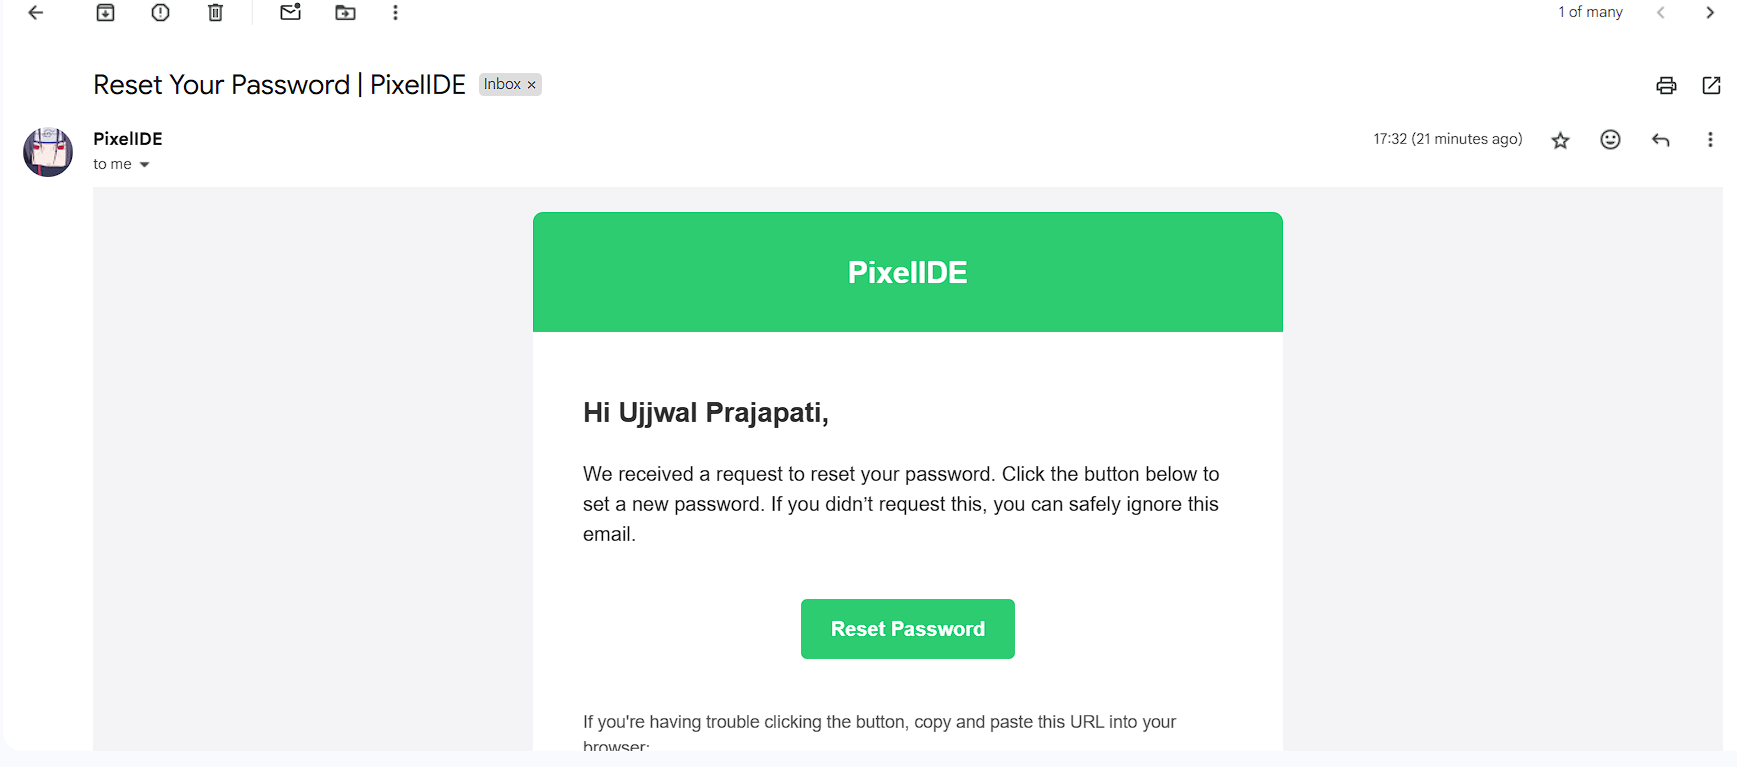 1 of many
Reset Your Password | PixelIDE
Inbox ×
PixelIDE
17:32 (21 minutes ago)
to me
PixelIDE
Hi Ujjwal Prajapati,
We received a request to reset your password. Click the button below to
set a new password. If you didn’t request this, you can safely ignore this
email.
Reset Password
If you're having trouble clicking the button, copy and paste this URL into your
browser: